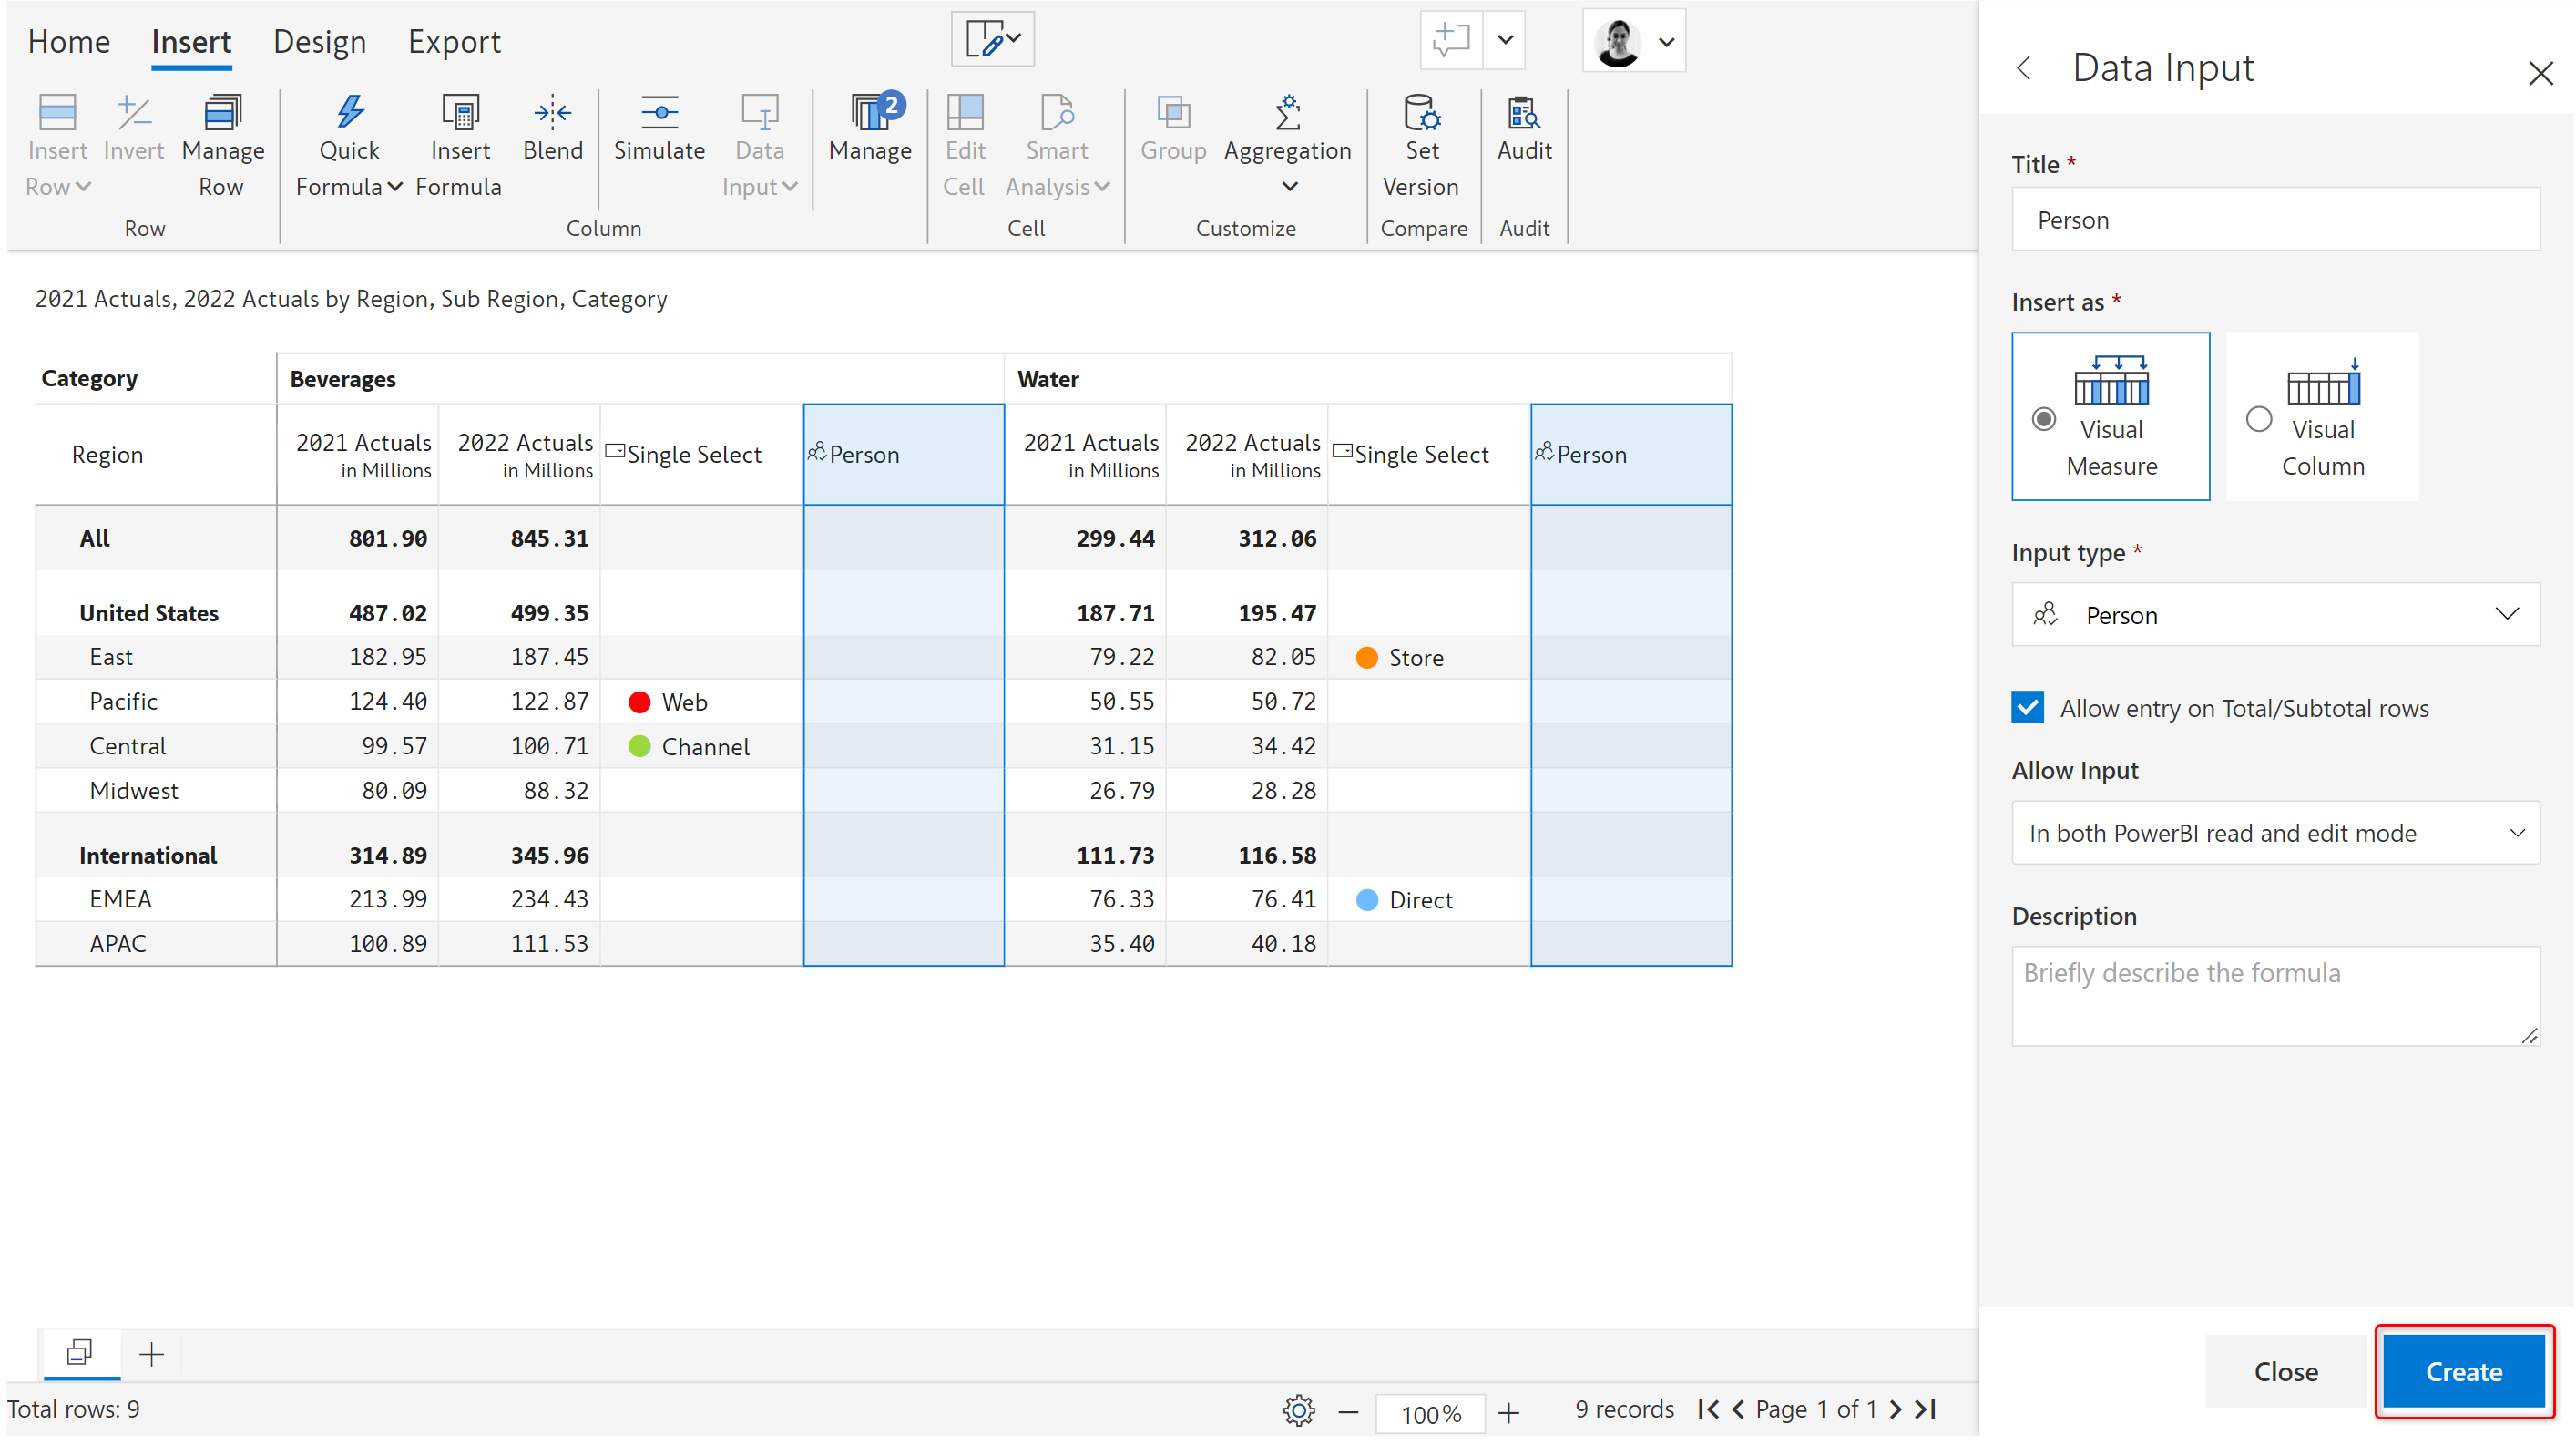 Home Insert Design Export
Insert Row
Invert
Manage Row
Quick Formula
Insert Formula
Blend
Simulate
Data Input
2
Manage
Edit Cell
Smart Analysis
Group
Aggregation
Set Version
Audit
Row Column Cell Customize Compare Audit
2021 Actuals, 2022 Actuals by Region, Sub Region, Category
Category Beverages Water
Region 2021 Actuals in Millions 2022 Actuals in Millions Single Select Person 2021 Actuals in Millions 2022 Actuals in Millions Single Select Person
All 801.90 845.31 299.44 312.06
United States 487.02 499.35 187.71 195.47
East 182.95 187.45 79.22 82.05 Store
Pacific 124.40 122.87 Web 50.55 50.72
Central 99.57 100.71 Channel 31.15 34.42
Midwest 80.09 88.32 26.79 28.28
International 314.89 345.96 111.73 116.58
EMEA 213.99 234.43 76.33 76.41 Direct
APAC 100.89 111.53 35.40 40.18
Total rows: 9
100%
9 records Page 1 of 1
Data Input
Title *
Person
Insert as *
Visual Measure
Visual Column
Input type *
Person
Allow entry on Total/Subtotal rows
Allow Input
In both PowerBI read and edit mode
Description
Briefly describe the formula
Close Create